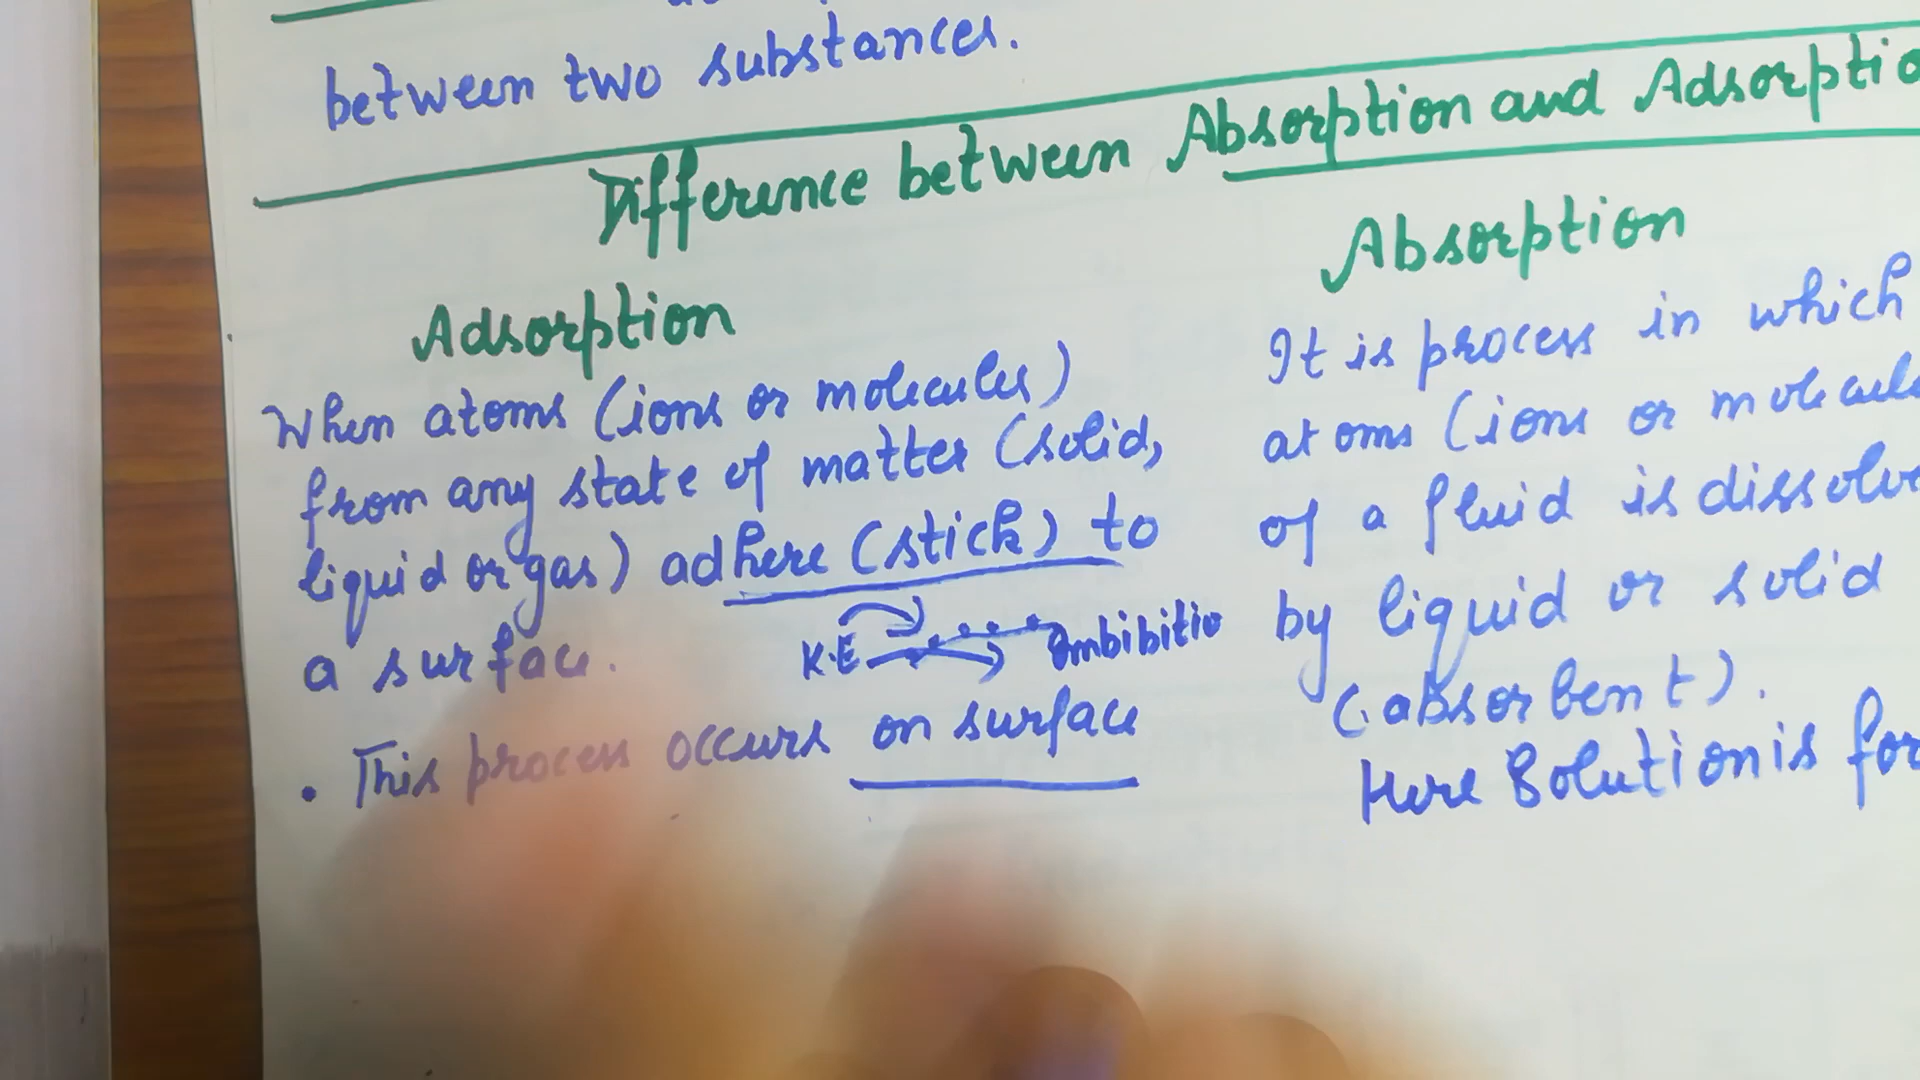 between two substances.
Difference between Absorption and Adsorptio
Adsorption
When atoms (ions or molecules)
from any state of matter (solid,
liquid or gas) adhere (stick) to
a surface.
K.E
Imbibitio
• This process occurs on surface
Absorption
It is process in which
atoms (ions or molecule
of a fluid is dissolve
by liquid or solid
(absorbent).
Here Solution is for